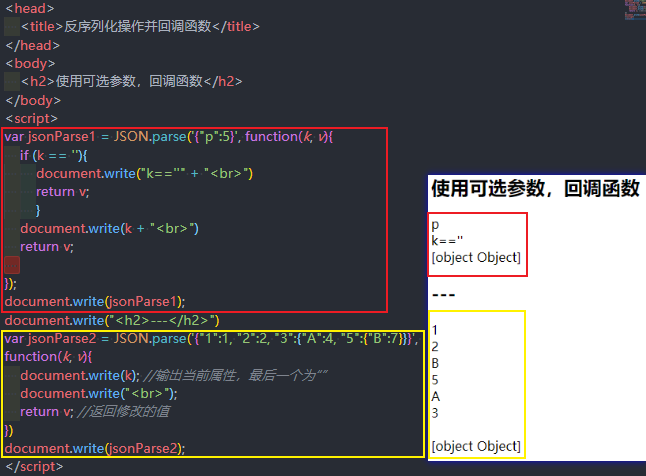 <head>
<title>反序列化操作并回调函数</title>
</head>
<body>
<h2>使用可选参数，回调函数</h2>
</body>
<script>
var jsonParse1 = JSON.parse('{"p":5}', function(k, v){
if (k == ''){
document.write("k==''" + "<br>")
return v;
}
document.write(k + "<br>")
return v;
});
document.write(jsonParse1);
document.write("<h2>---</h2>")
var jsonParse2 = JSON.parse('{"1":1, "2":2, "3":{"A":4, "5":{"B":7}}}',
function(k, v){
document.write(k); //输出当前属性，最后一个为“”
document.write("<br>");
return v; //返回修改的值
})
document.write(jsonParse2);
</script>
使用可选参数，回调函数
p
k==''
[object Object]
---
1
2
B
5
A
3
[object Object]